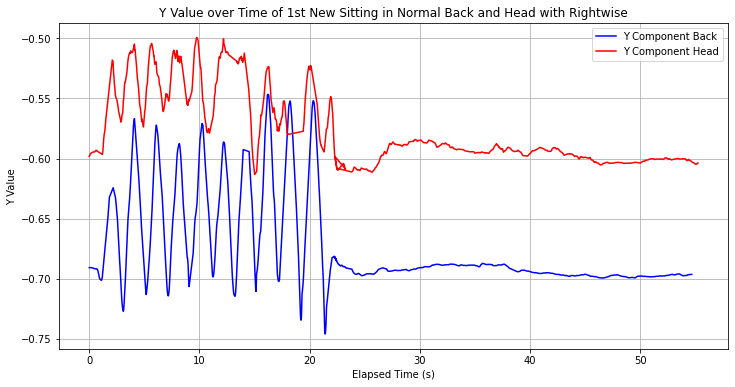 Y Value over Time of 1st New Sitting in Normal Back and Head with Rightwise
Y Component Back
Y Component Head
-0.50
-0.55
-0.60
-0.65
-0.70
-0.75
Y Value
0 10 20 30 40 50
Elapsed Time (s)